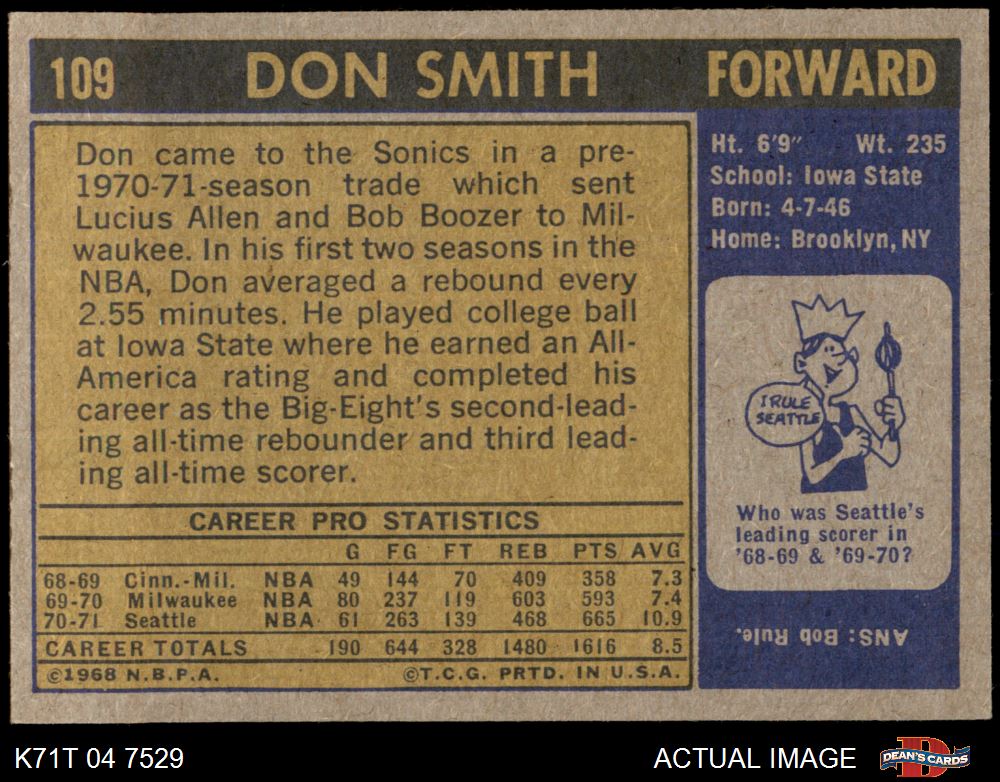 109 DON SMITH FORWARD
Don came to the Sonics in a pre-
1970-71-season trade which sent
Lucius Allen and Bob Boozer to Mil-
waukee. In his first two seasons in the
NBA, Don averaged a rebound every
2.55 minutes. He played college ball
at Iowa State where he earned an All-
America rating and completed his
career as the Big-Eight's second-lead-
ing all-time rebounder and third lead-
ing all-time scorer.
CAREER PRO STATISTICS
G FG FT REB PTS AVG
68-69 Cinn.-Mil. NBA 49 144 70 409 358 7.3
69-70 Milwaukee NBA 80 237 119 603 593 7.4
70-71 Seattle NBA 61 263 139 468 665 10.9
CAREER TOTALS 190 644 328 1480 1616 8.5
©1968 N.B.P.A. ©T.C.G. PRTD. IN U.S.A.
Ht. 6'9" Wt. 235
School: Iowa State
Born: 4-7-46
Home: Brooklyn, NY
I RULE
SEATTLE
Who was Seattle's
leading scorer in
'68-69 & '69-70?
ANS: Bob Rule.
K71T 04 7529 ACTUAL IMAGE DEAN'S CARDS